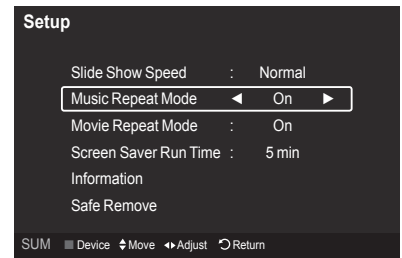 Setup
Slide Show Speed : Normal
Music Repeat Mode ◄ On ►
Movie Repeat Mode : On
Screen Saver Run Time : 5 min
Information
Safe Remove
SUM Device Move Adjust Return